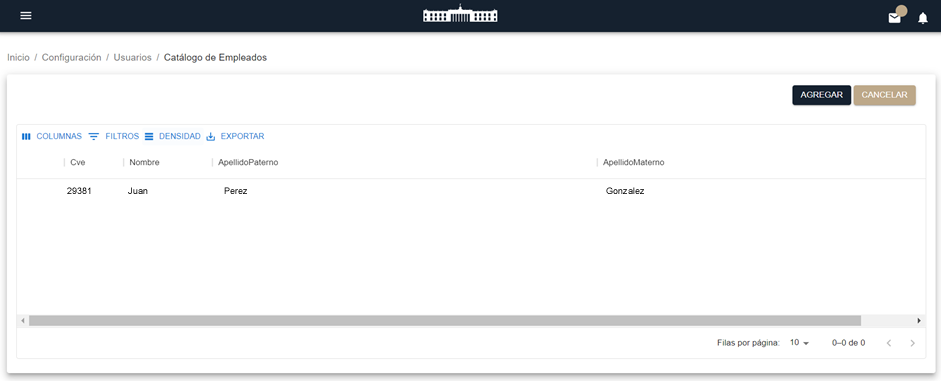 Inicio / Configuración / Usuarios / Catálogo de Empleados
AGREGAR CANCELAR
COLUMNAS FILTROS DENSIDAD EXPORTAR
Cve Nombre ApellidoPaterno ApellidoMaterno
29381 Juan Perez Gonzalez
Filas por página: 10 0–0 de 0